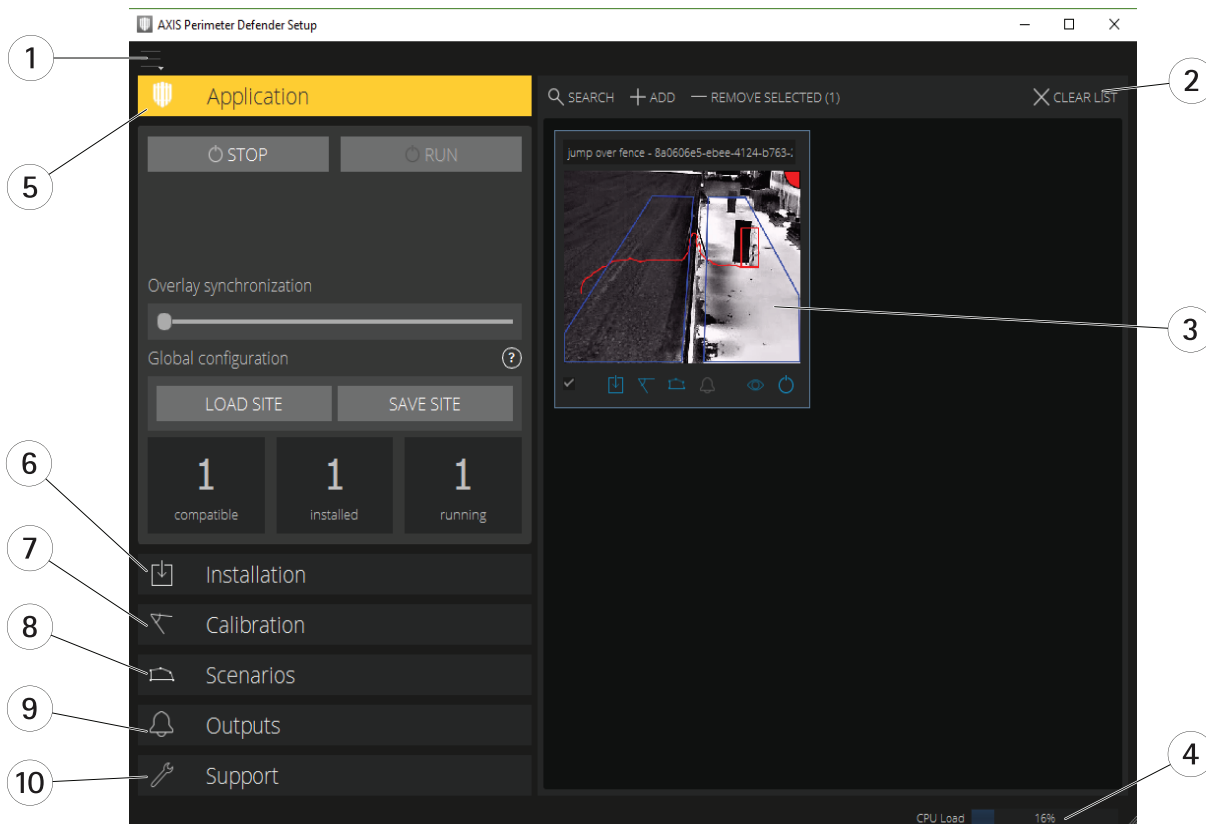 AXIS Perimeter Defender Setup
1
2
Application
SEARCH ADD REMOVE SELECTED (1) CLEAR LIST
STOP RUN
jump over fence - 8a0606e5-ebee-4124-b763-
5
Overlay synchronization
3
Global configuration ?
LOAD SITE SAVE SITE
1 1 1
compatible installed running
6
Installation
7
Calibration
8
Scenarios
9
Outputs
10
Support
4
CPU Load 16%